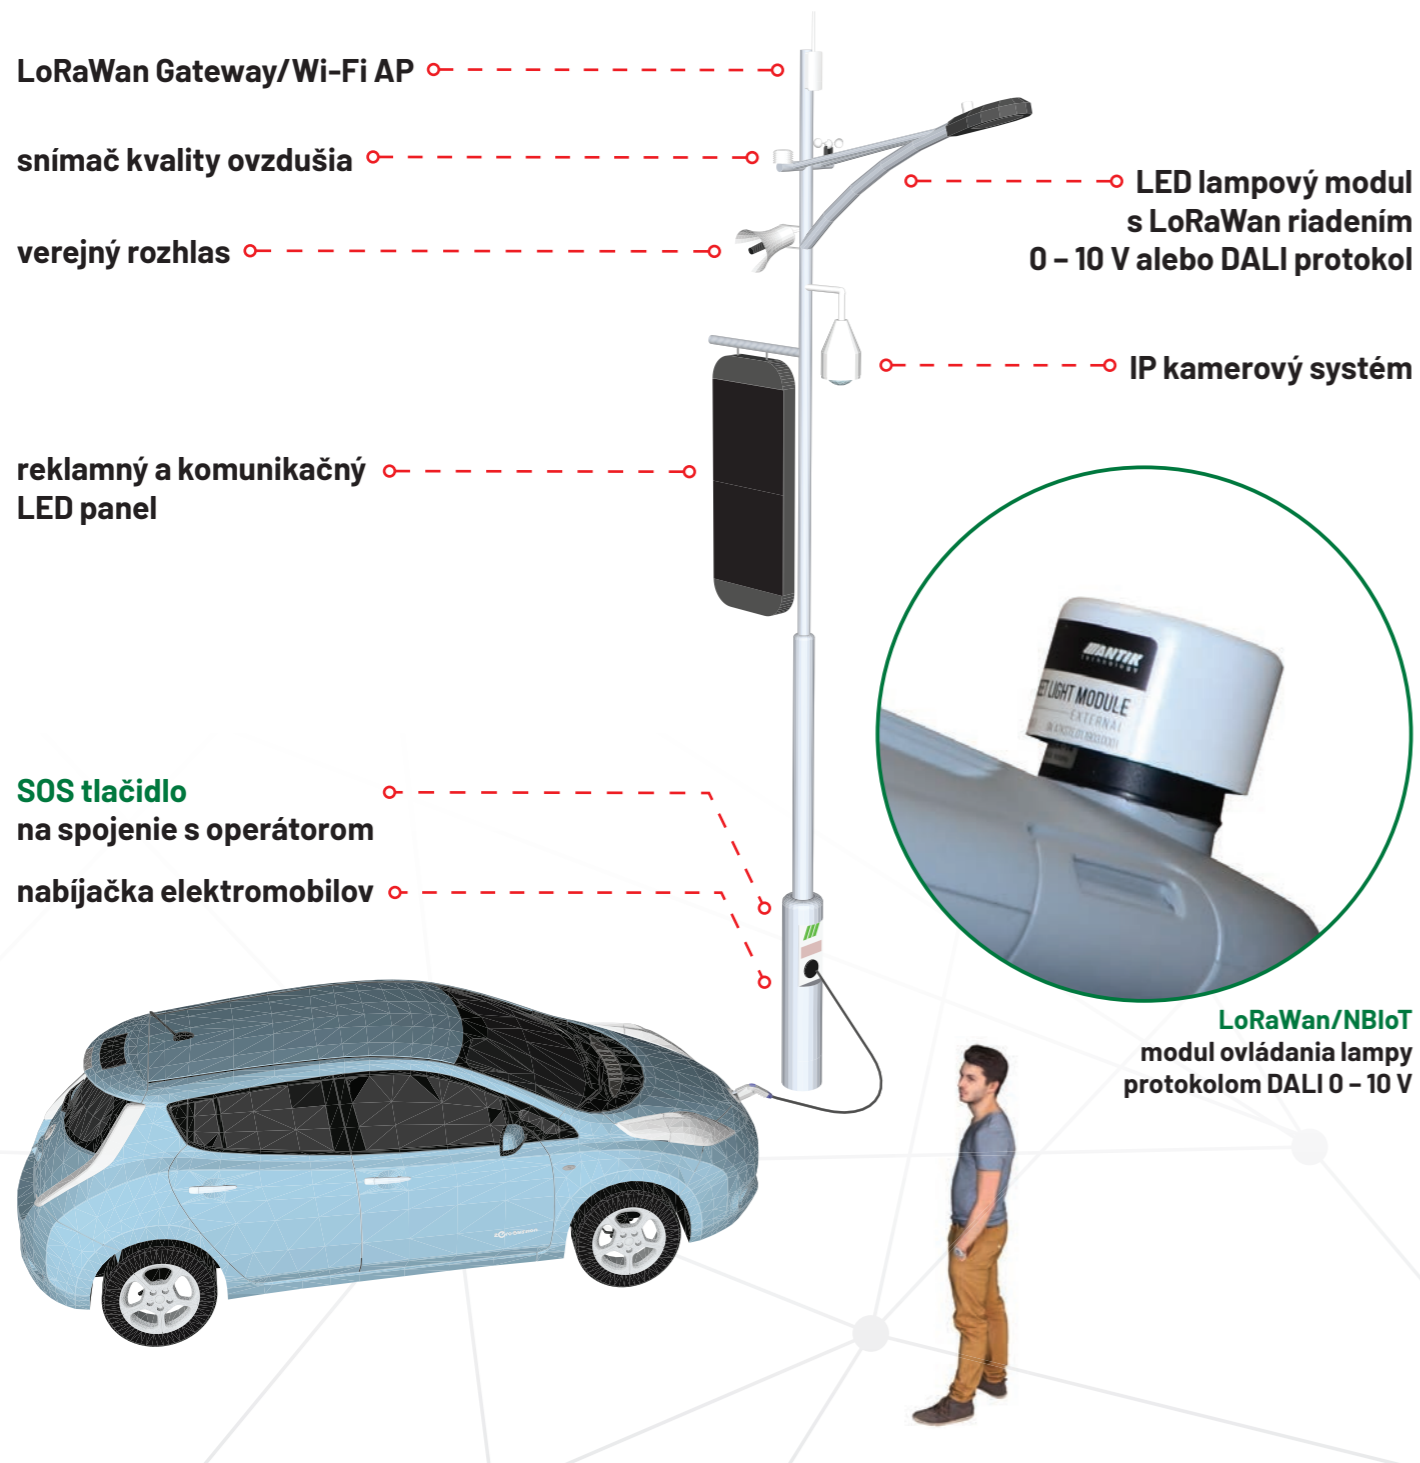 LoRaWan Gateway/Wi-Fi AP
snímač kvality ovzdušia
verejný rozhlas
LED lampový modul
s LoRaWan riadením
0 – 10 V alebo DALI protokol
IP kamerový systém
reklamný a komunikačný
LED panel
ANTIK
technology
ET LIGHT MODULE
EXTERNAL
SOS tlačidlo
na spojenie s operátorom
nabíjačka elektromobilov
LoRaWan/NBIoT
modul ovládania lampy
protokolom DALI 0 – 10 V